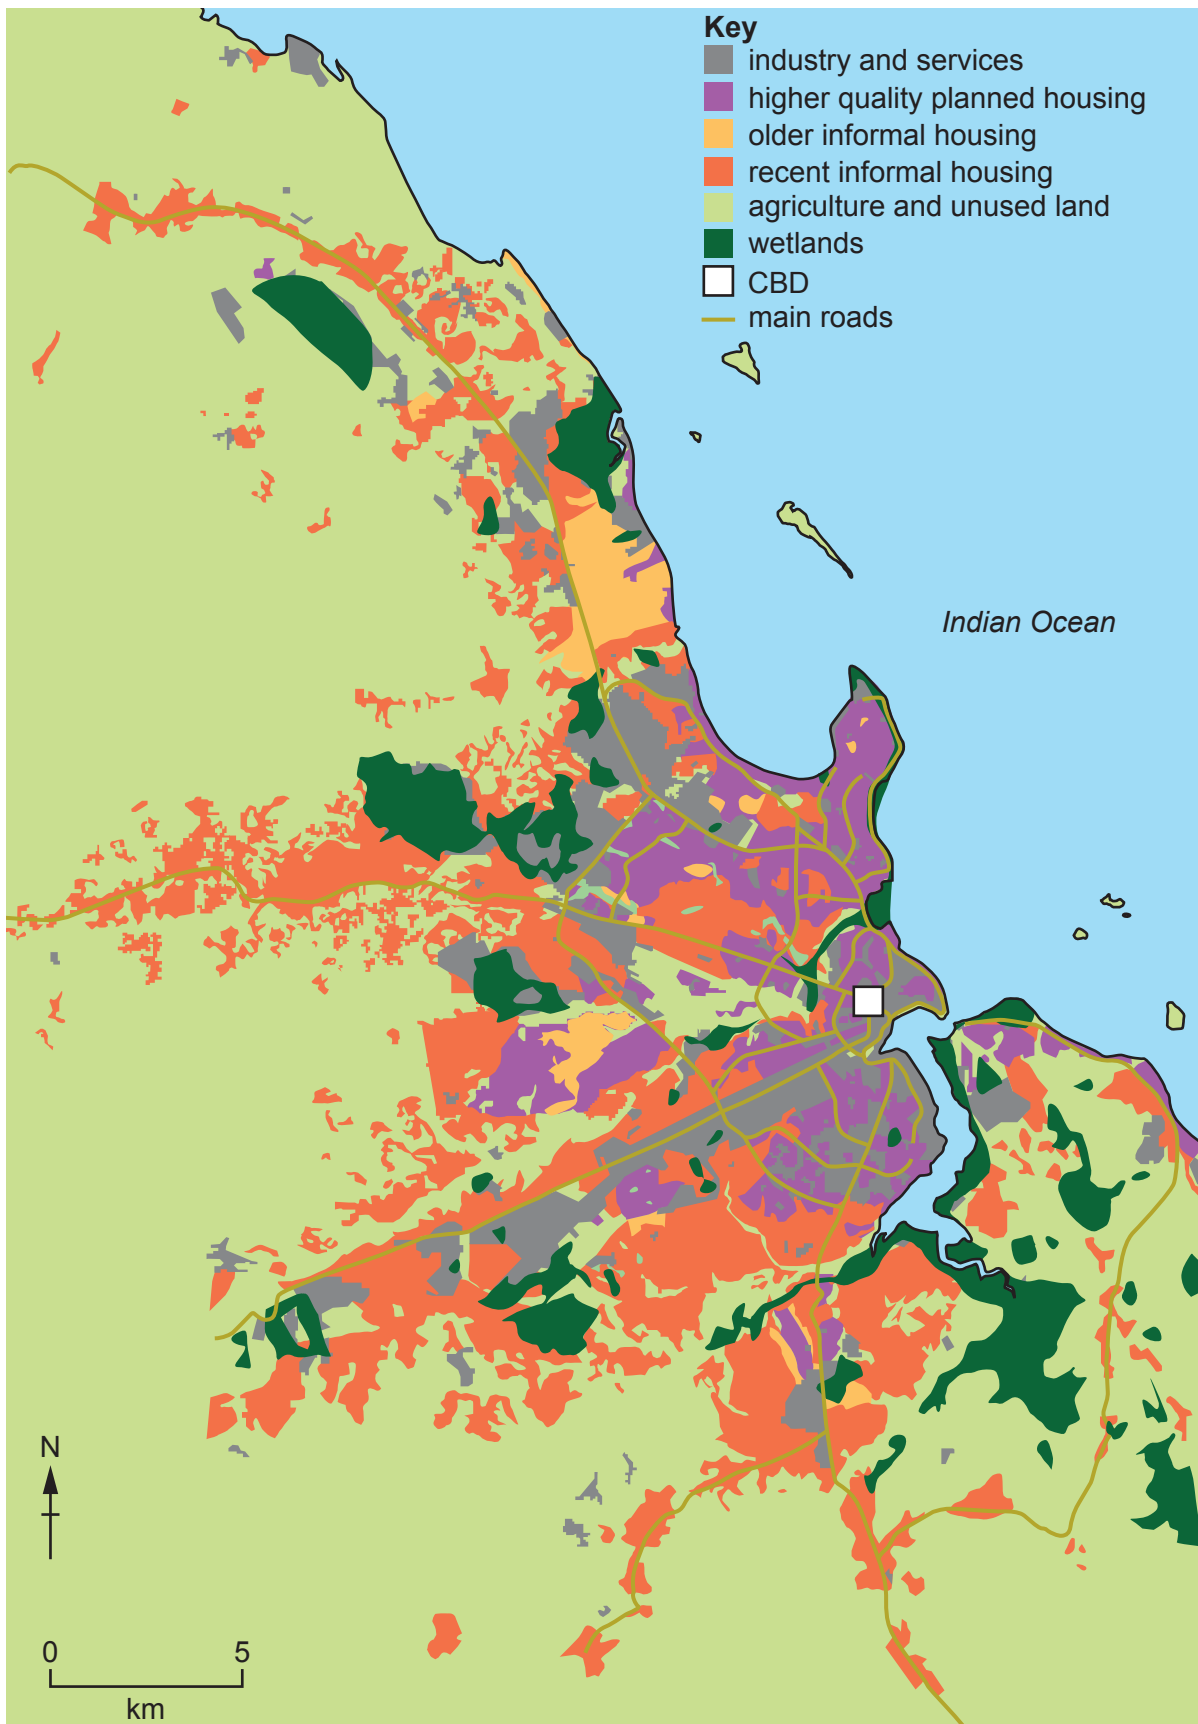 Key
industry and services
higher quality planned housing
older informal housing
recent informal housing
agriculture and unused land
wetlands
CBD
main roads
Indian Ocean
N
0 5
km